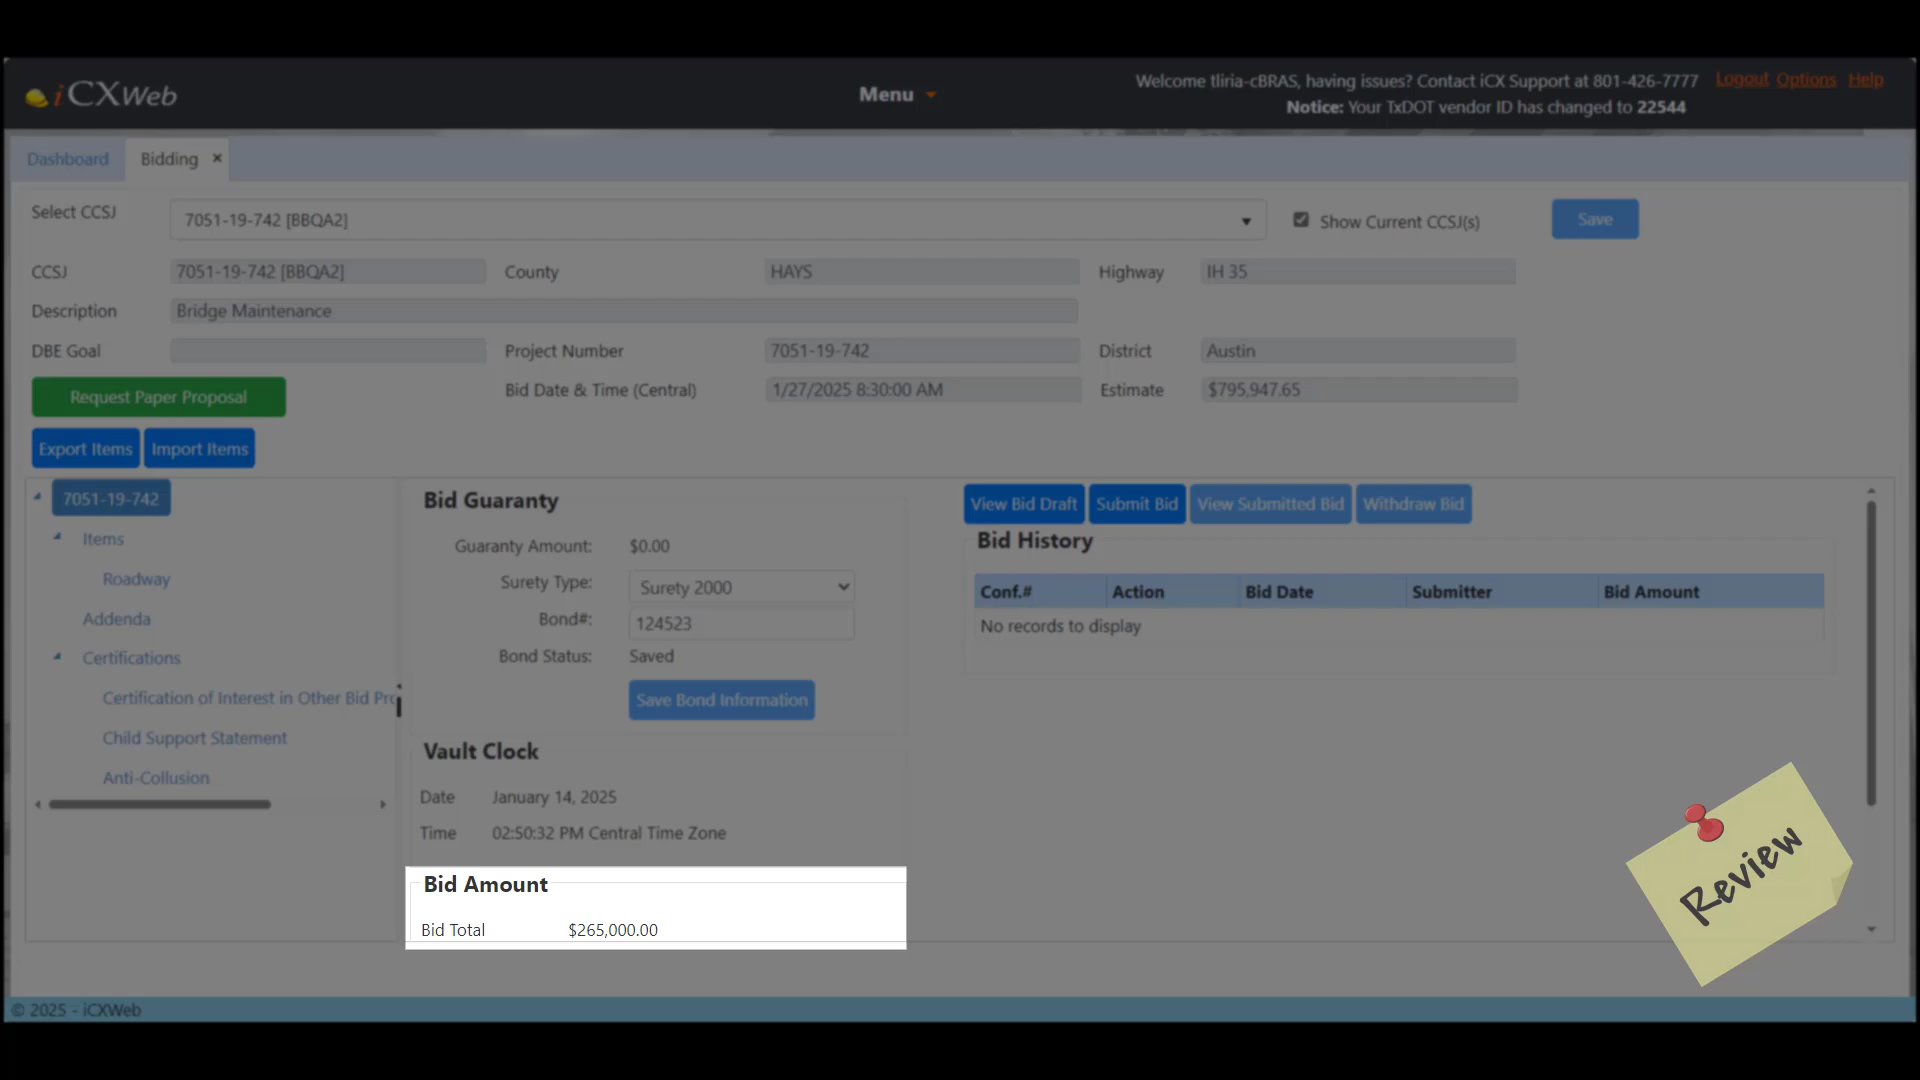 iCXWeb
Menu
Welcome tliria-cBRAS, having issues? Contact iCX Support at 801-426-7777
Logout Options Help
Notice: Your TxDOT vendor ID has changed to 22544
Dashboard
Bidding ×
Select CCSJ
7051-19-742 [BBQA2]
Show Current CCSJ(s)
Save
CCSJ 7051-19-742 [BBQA2] County HAYS Highway IH 35
Description Bridge Maintenance
DBE Goal Project Number 7051-19-742 District Austin
Request Paper Proposal
Bid Date & Time (Central) 1/27/2025 8:30:00 AM Estimate $795,947.65
Export Items Import Items
7051-19-742
Items
Roadway
Addenda
Certifications
Certification of Interest in Other Bid Pro
Child Support Statement
Anti-Collusion
Bid Guaranty
Guaranty Amount: $0.00
Surety Type: Surety 2000
Bond#: 124523
Bond Status: Saved
Save Bond Information
Vault Clock
Date January 14, 2025
Time 02:50:32 PM Central Time Zone
Bid Amount
Bid Total $265,000.00
View Bid Draft Submit Bid View Submitted Bid Withdraw Bid
Bid History
Conf.# Action Bid Date Submitter Bid Amount
No records to display
Review
© 2025 - iCXWeb